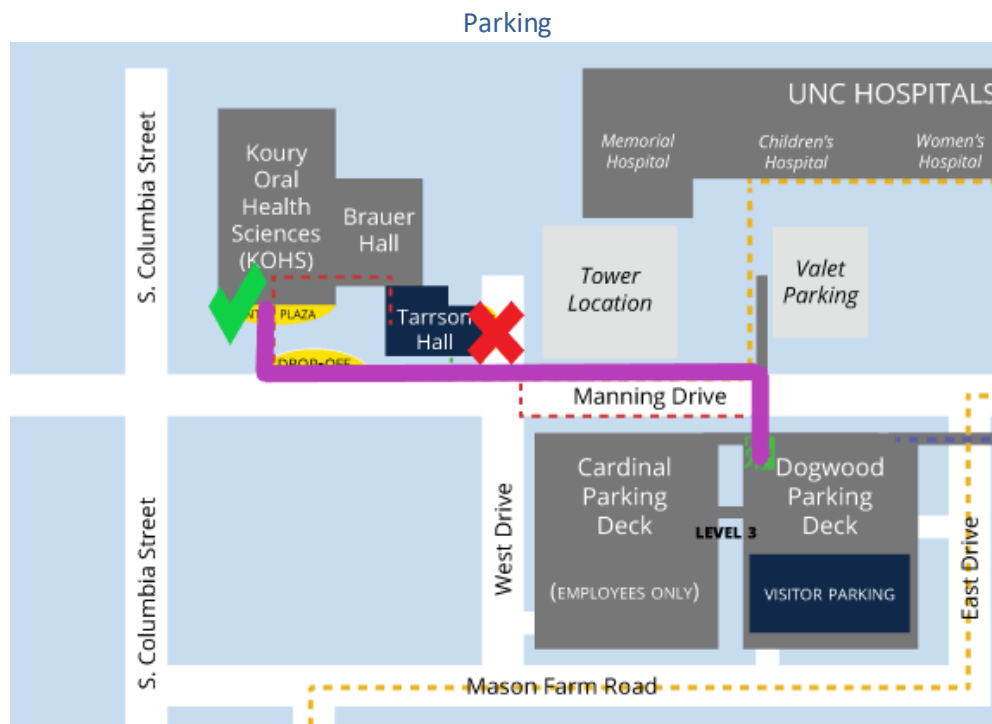 Parking
S. Columbia Street
Koury
Oral
Health
Sciences
(KOHS)
Brauer
Hall
UNC HOSPITALS
Memorial
Hospital
Children's
Hospital
Women's
Hospital
Tower
Location
Valet
Parking
PLAZA
Tarrson
Hall
DROP-OFF
Manning Drive
S. Columbia Street
West Drive
Cardinal
Parking
Deck
(EMPLOYEES ONLY)
LEVEL 3
Dogwood
Parking
Deck
VISITOR PARKING
East Drive
Mason Farm Road